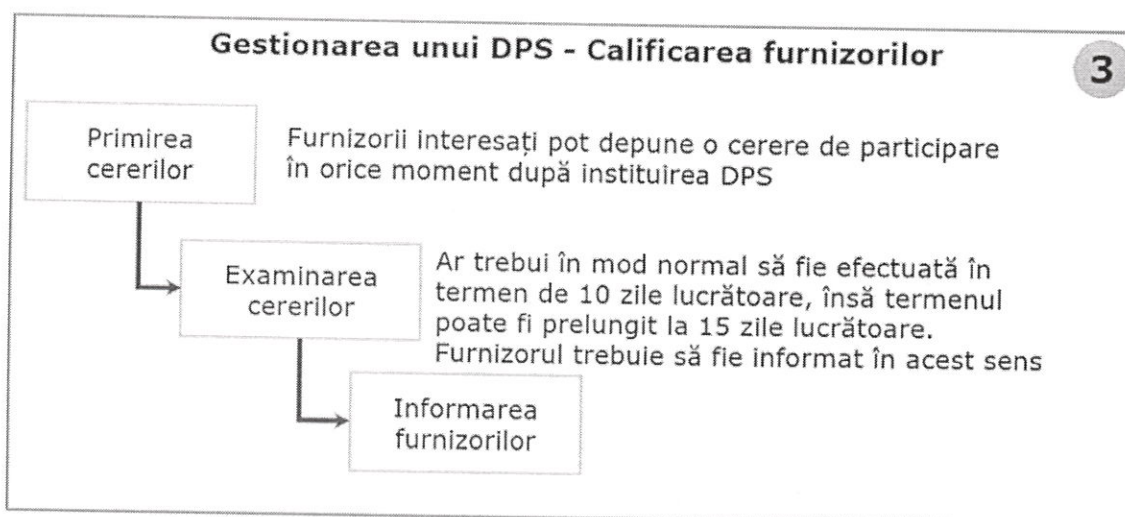 Gestionarea unui DPS - Calificarea furnizorilor
3
Primirea
cererilor
Furnizorii interesați pot depune o cerere de participare
în orice moment după instituirea DPS
Examinarea
cererilor
Ar trebui în mod normal să fie efectuată în
termen de 10 zile lucrătoare, însă termenul
poate fi prelungit la 15 zile lucrătoare.
Furnizorul trebuie să fie informat în acest sens
Informarea
furnizorilor